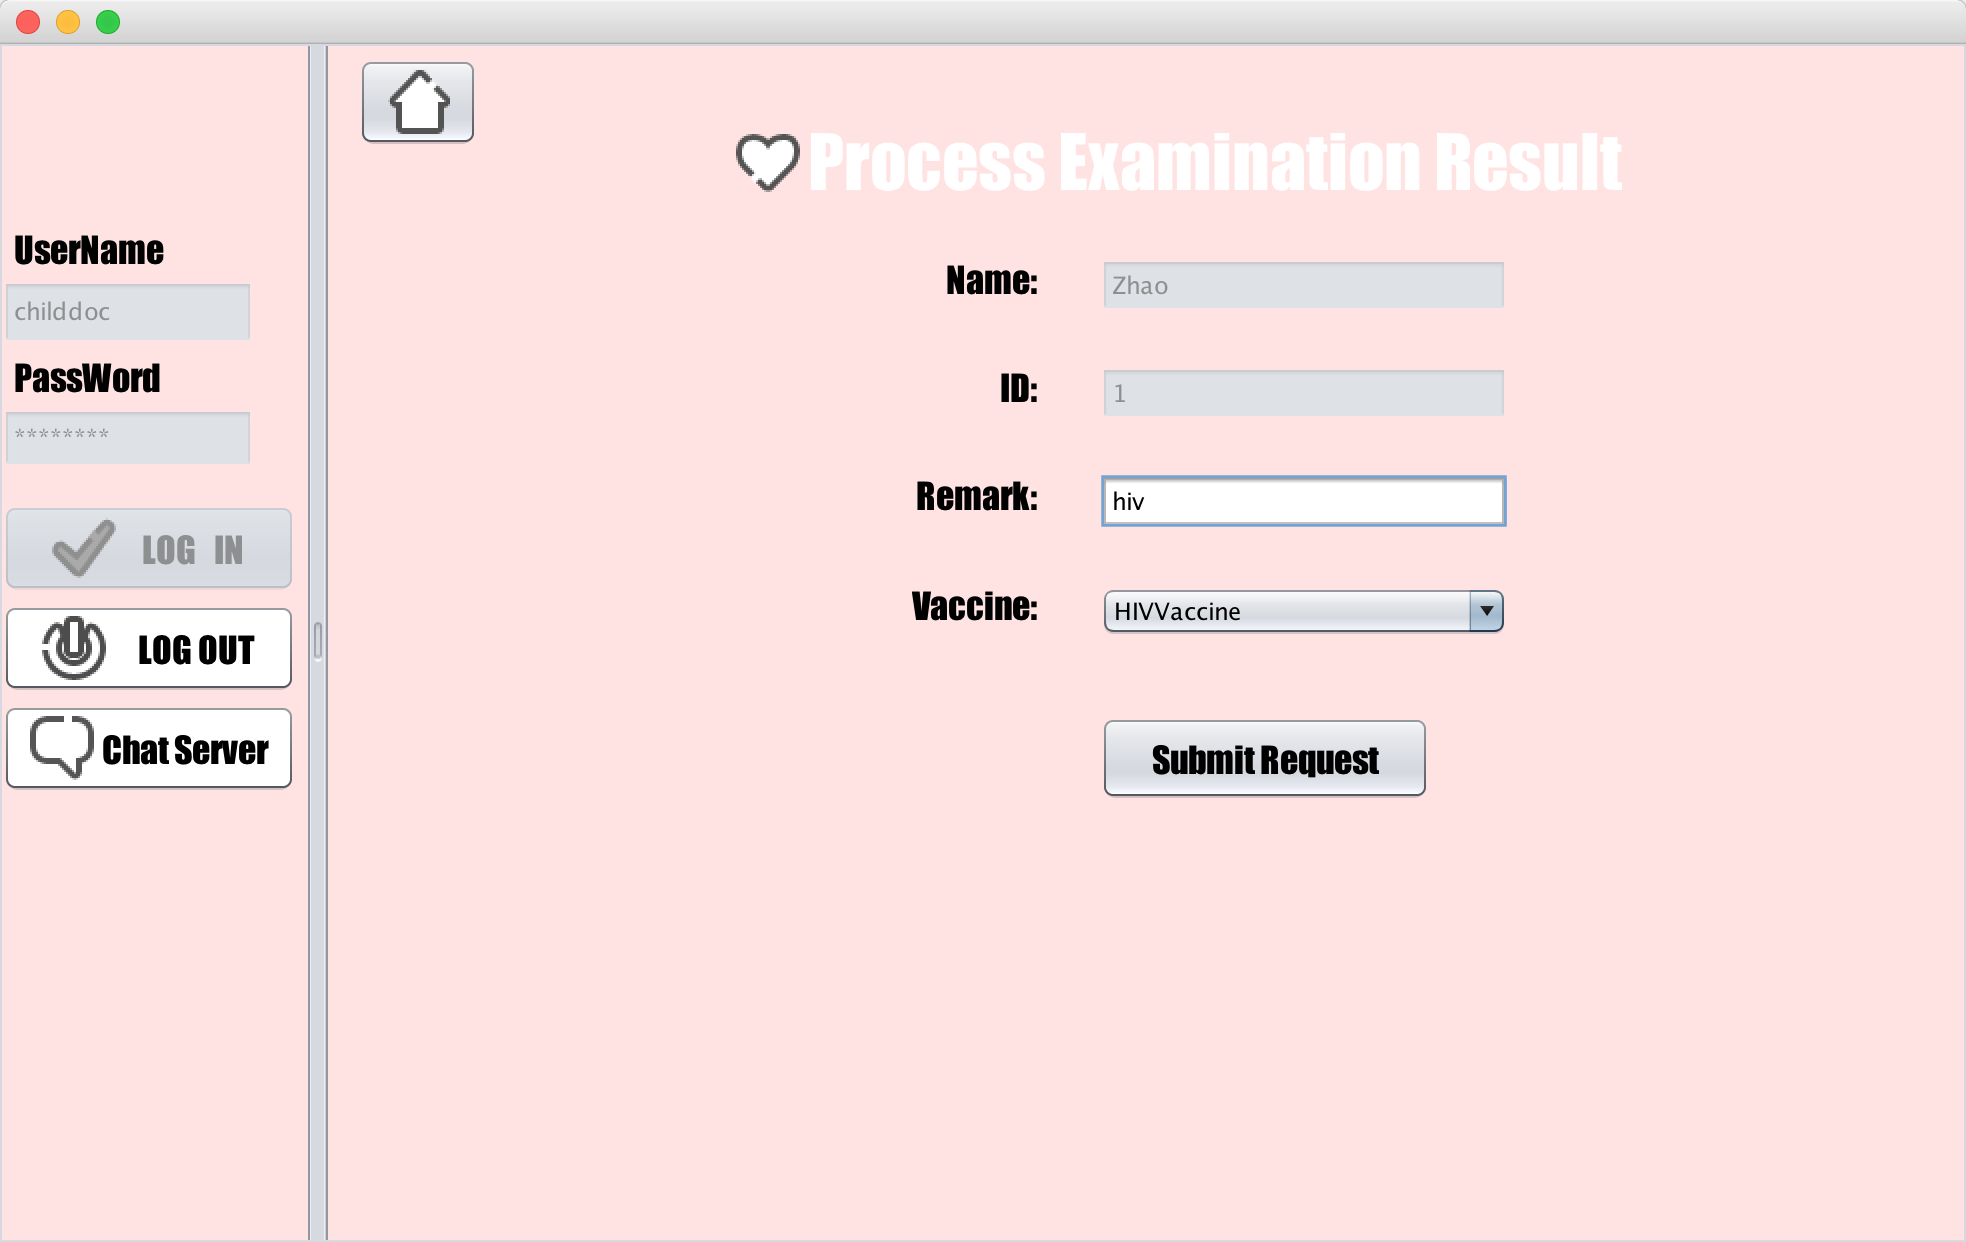 UserName
childdoc
PassWord
********
LOG IN
LOG OUT
Chat Server
Process Examination Result
Name: Zhao
ID: 1
Remark: hiv
Vaccine: HIVVaccine
Submit Request